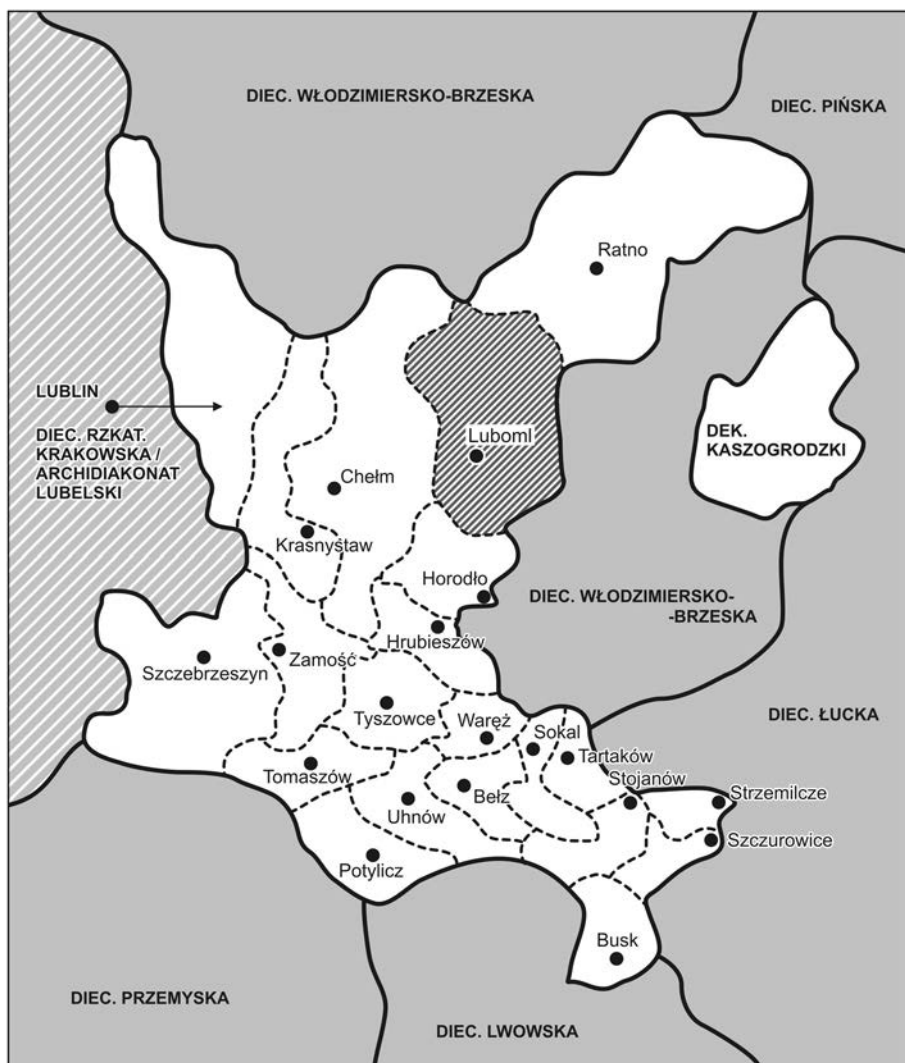 DIEC. WŁODZIMIERSKO-BRZESKA
DIEC. PIŃSKA
Ratno
LUBLIN
DIEC. RZKAT.
KRAKOWSKA /
ARCHIDIAKONAT
LUBELSKI
Luboml
DEK.
KASZOGRODZKI
Chełm
Krasnystaw
Horodło
DIEC. WŁODZIMIERSKO-
-BRZESKA
Hrubieszów
Szczebrzeszyn
Zamość
Tyszowce
Waręż
Sokal
DIEC. ŁUCKA
Tartaków
Tomaszów
Stojanów
Bełz
Strzemilcze
Uhnów
Szczurowice
Potylicz
Busk
DIEC. PRZEMYSKA
DIEC. LWOWSKA